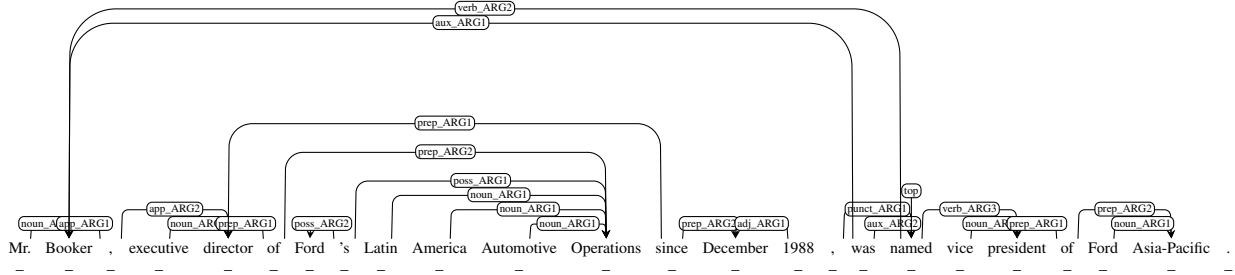 verb_ARG2
aux_ARG1
prep_ARG1
prep_ARG2
poss_ARG1
noun_ARG1
top
app_ARG2 noun_ARG1 punct_ARG1 verb_ARG3 prep_ARG2
app_ARG1 prep_ARG1 poss_ARG2 noun_ARG1 prep_ARG2 adj_ARG1 aux_ARG2 prep_ARG1 noun_ARG1
Mr. Booker , executive director of Ford 's Latin America Automotive Operations since December 1988 , was named vice president of Ford Asia-Pacific .